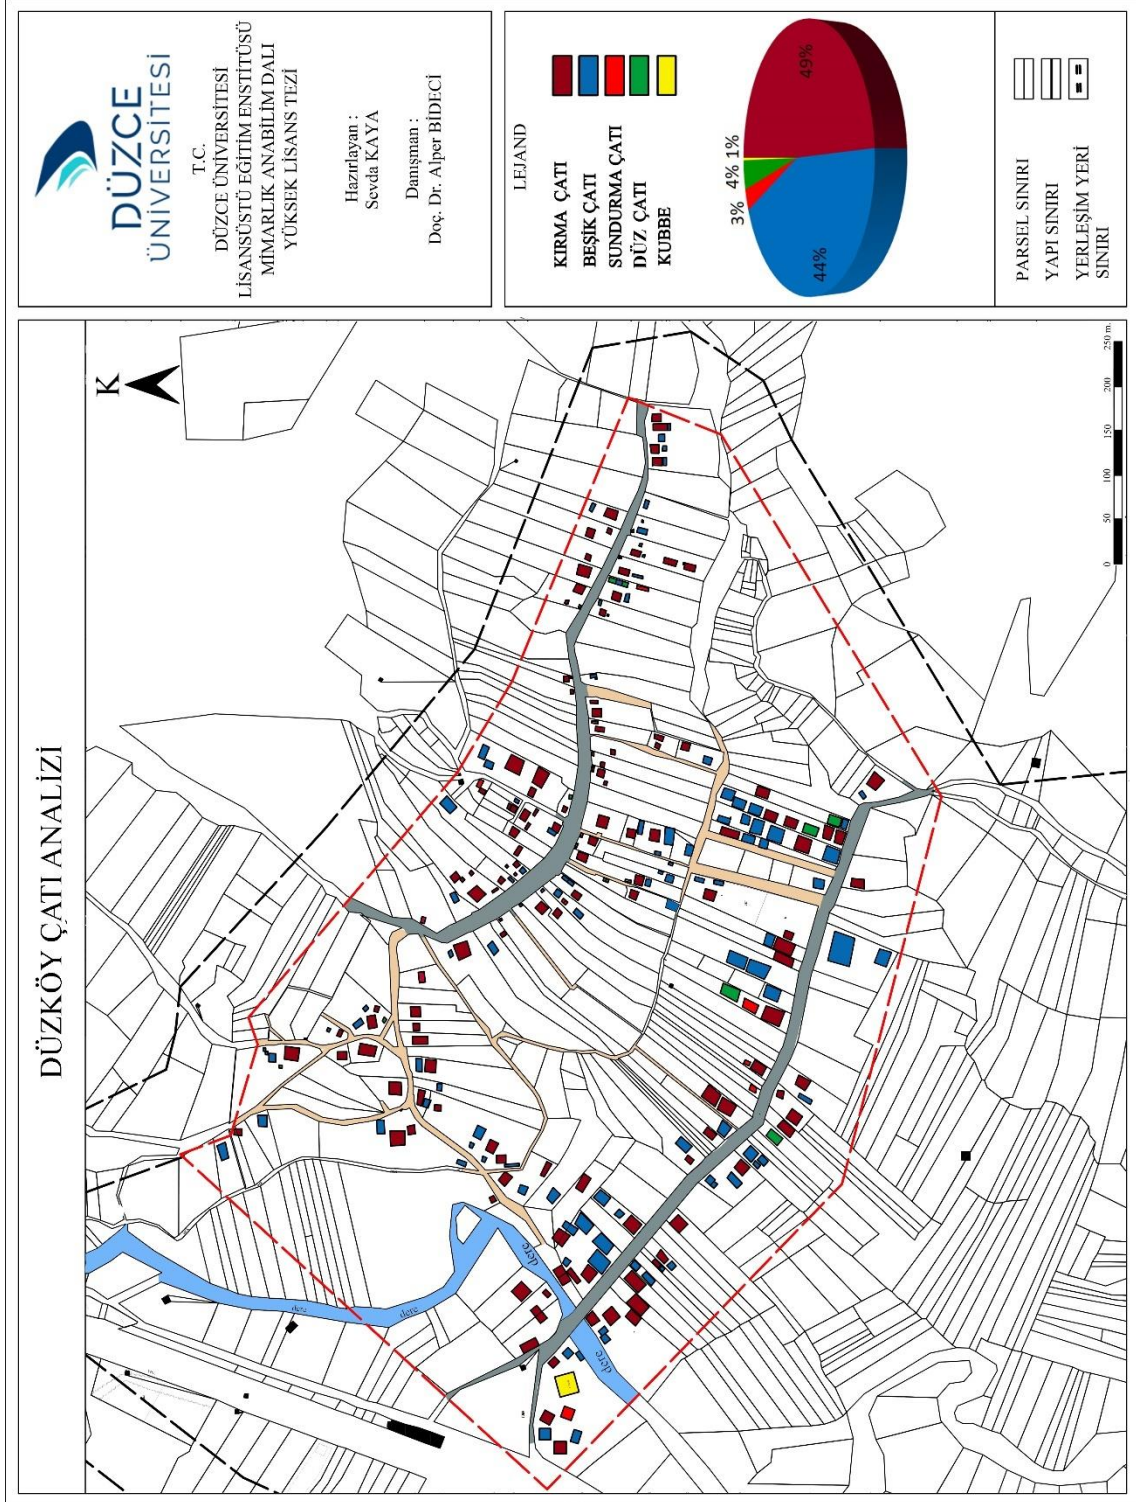 DÜZKÖY ÇATI ANALİZİ
K
dere
dere
dere
dere
0 50 100 150 200 250 m.
DÜZCE
ÜNİVERSİTESİ
T.C.
DÜZCE ÜNİVERSİTESİ
LİSANSÜSTÜ EĞİTİM ENSTİTÜSÜ
MİMARLIK ANABİLİM DALI
YÜKSEK LİSANS TEZİ
Hazırlayan :
Sevda KAYA
Danışman :
Doç. Dr. Alper BİDECİ
LEJAND
KIRMA ÇATI
BEŞİK ÇATI
SUNDURMA ÇATI
DÜZ ÇATI
KUBBE
3% 4% 1%
44%
49%
PARSEL SINIRI
YAPI SINIRI
YERLEŞİM YERİ
SINIRI